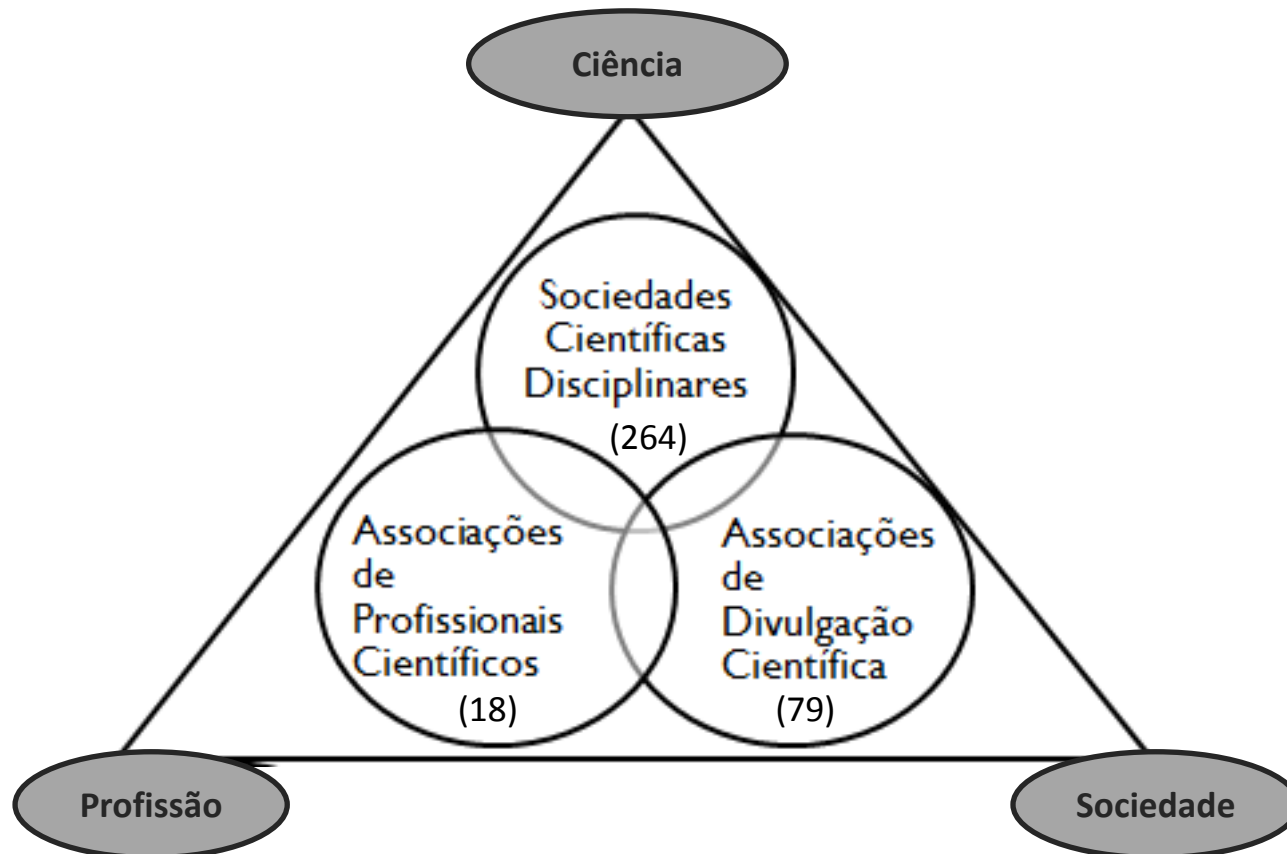 Ciência
Sociedades
Científicas
Disciplinares
(264)
Associações
de
Profissionais
Científicos
(18)
Associações
de
Divulgação
Científica
(79)
Profissão
Sociedade